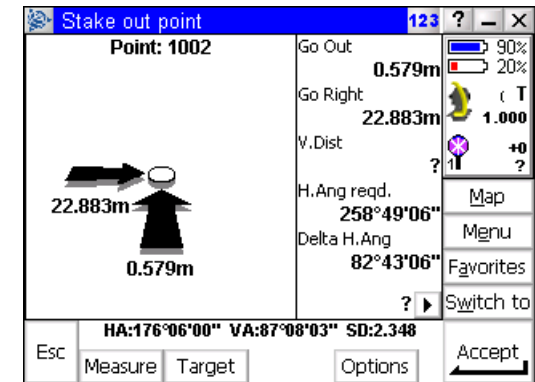 Stake out point 123 ? – X
Point: 1002
22.883m
0.579m
Go Out
0.579m
Go Right
22.883m
V.Dist
?
H.Ang reqd.
258°49'06"
Delta H.Ang
82°43'06"
?
90%
20%
( T
1.000
+0
1 ?
Map
Menu
Favorites
Switch to
HA:176°06'00" VA:87°08'03" SD:2.348
Esc
Measure
Target
Options
Accept